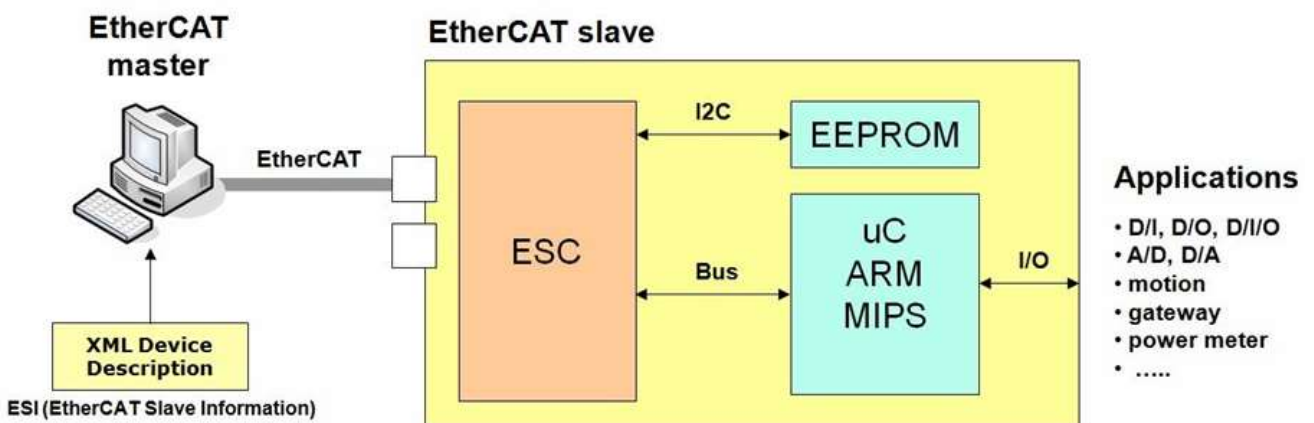 EtherCAT
master
EtherCAT
XML Device
Description
ESI (EtherCAT Slave Information)
EtherCAT slave
ESC
I2C
EEPROM
Bus
uC
ARM
MIPS
I/O
Applications
• D/I, D/O, D/I/O
• A/D, D/A
• motion
• gateway
• power meter
• .....